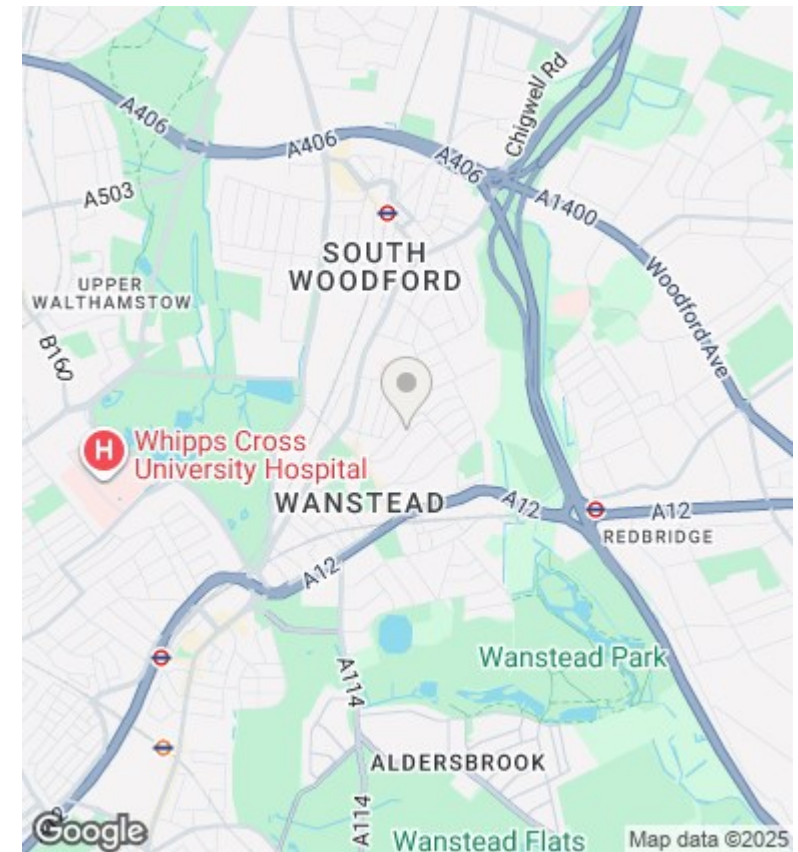 Chigwell Rd
A406
A406
A406
A503
A1400
SOUTH
WOODFORD
UPPER
WALTHAMSTOW
Woodford Ave
B160
H
Whipps Cross
University Hospital
WANSTEAD
A12
A12
REDBRIDGE
A12
Wanstead Park
A114
ALDERSBROOK
A114
Wanstead Flats
Google
Map data ©2025